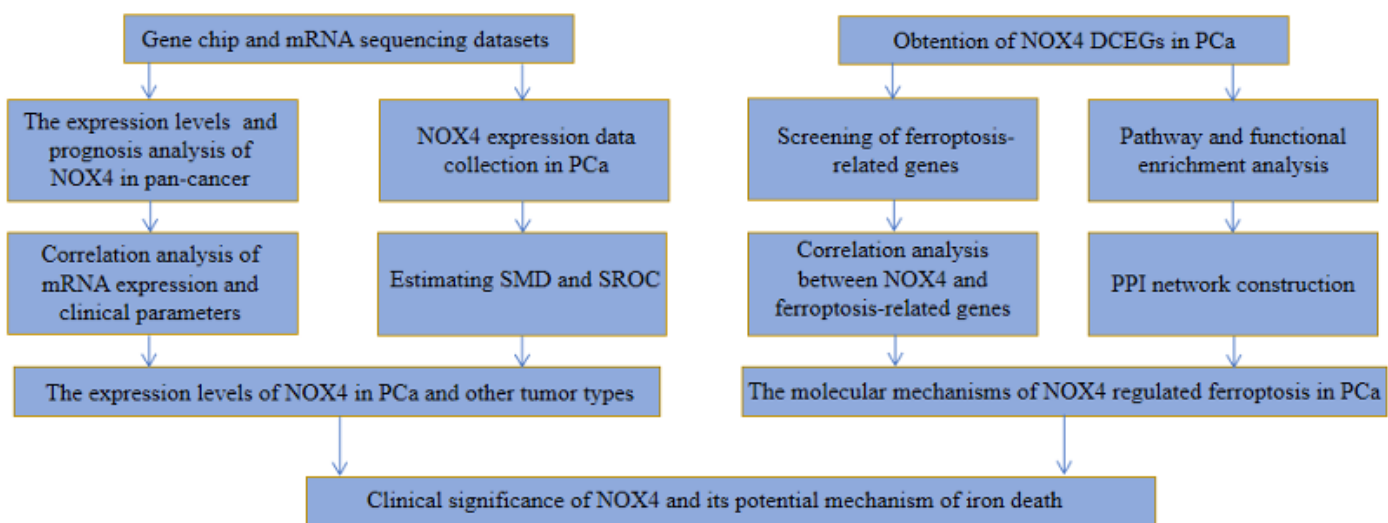 Gene chip and mRNA sequencing datasets
Obtention of NOX4 DCEGs in PCa
The expression levels and
prognosis analysis of
NOX4 in pan-cancer
NOX4 expression data
collection in PCa
Screening of ferroptosis-
related genes
Pathway and functional
enrichment analysis
Correlation analysis of
mRNA expression and
clinical parameters
Estimating SMD and SROC
Correlation analysis
between NOX4 and
ferroptosis-related genes
PPI network construction
The expression levels of NOX4 in PCa and other tumor types
The molecular mechanisms of NOX4 regulated ferroptosis in PCa
Clinical significance of NOX4 and its potential mechanism of iron death